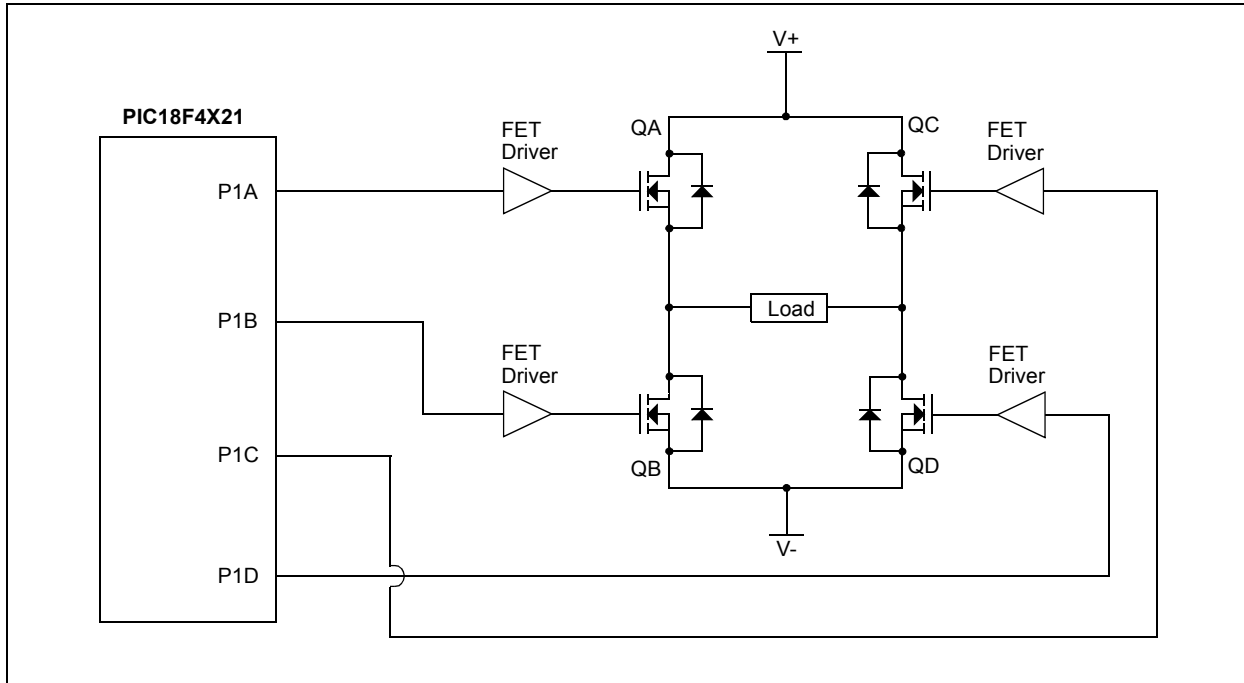 V+
PIC18F4X21
QA
FET
Driver
QC
FET
Driver
P1A
P1B
Load
FET
Driver
FET
Driver
P1C
QB
QD
V-
P1D